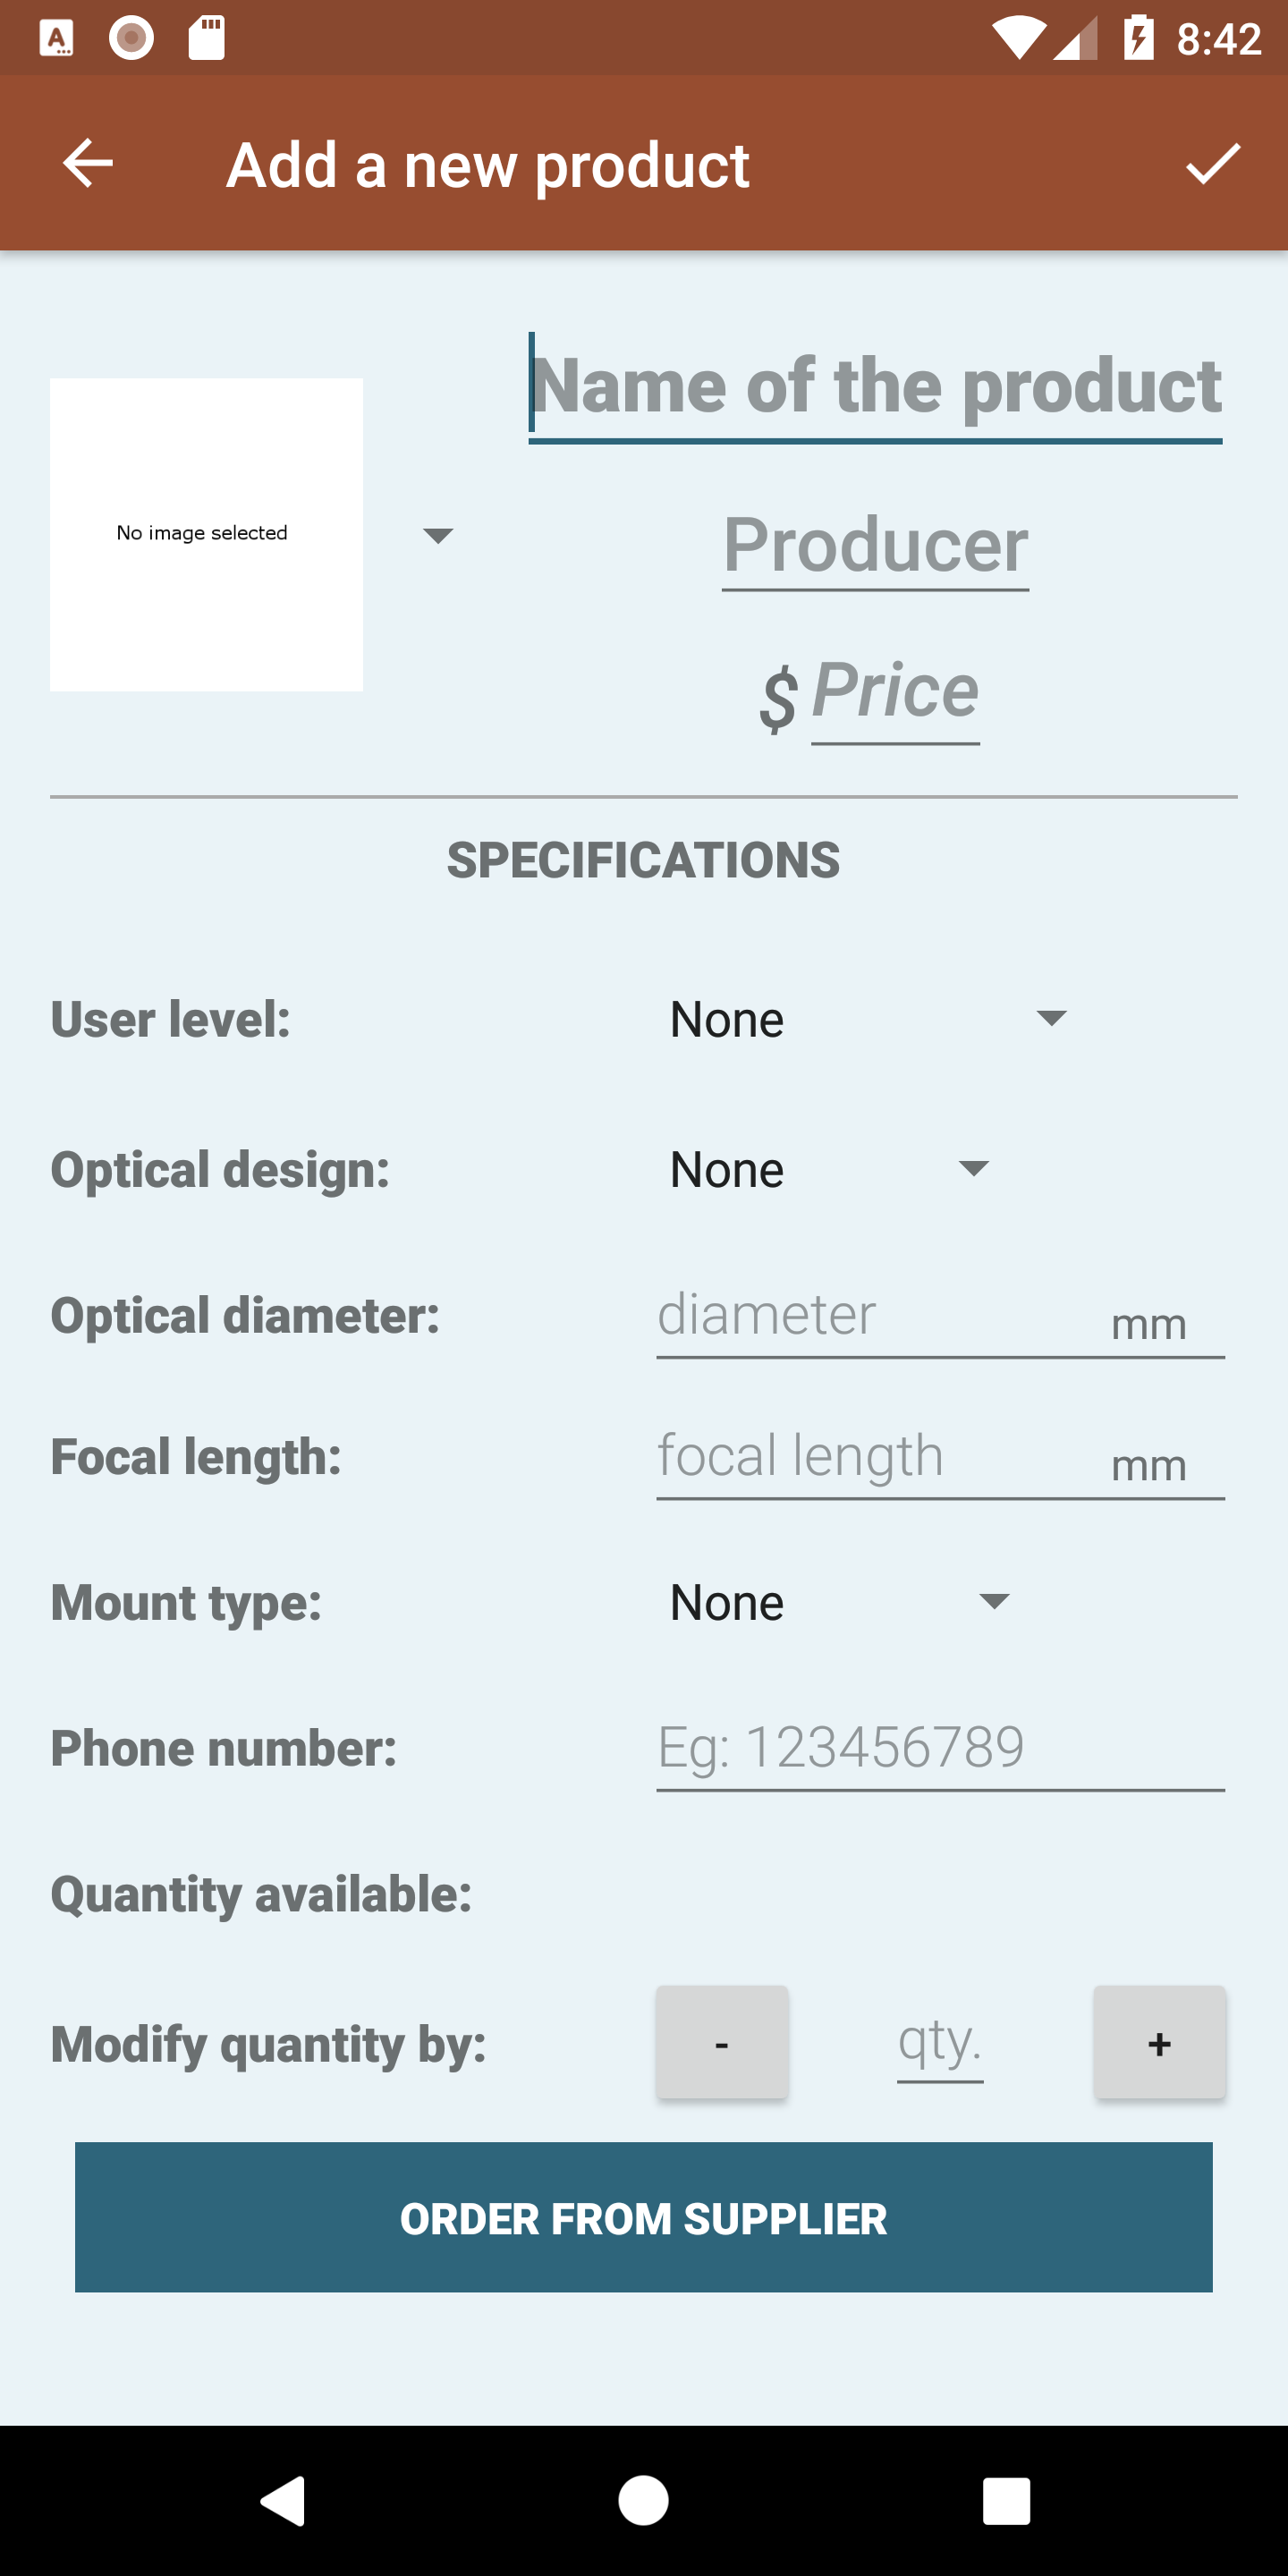 8:42
Add a new product
Name of the product
No image selected
Producer
$ Price
SPECIFICATIONS
User level: None
Optical design: None
Optical diameter: diameter mm
Focal length: focal length mm
Mount type: None
Phone number: Eg: 123456789
Quantity available:
Modify quantity by: - qty. +
ORDER FROM SUPPLIER